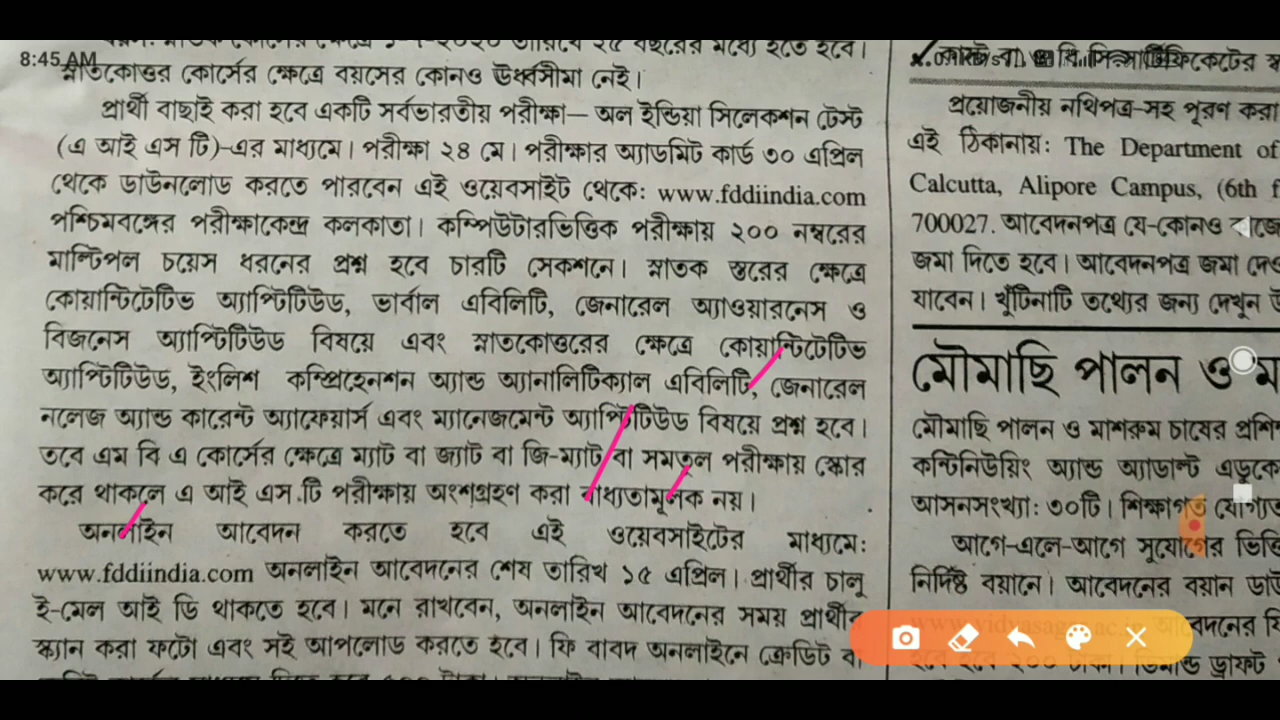 8:45 AM
স্নাতকোত্তর কোর্সের ক্ষেত্রে বয়সের কোনও ঊর্ধ্বসীমা নেই।
প্রার্থী বাছাই করা হবে একটি সর্বভারতীয় পরীক্ষা— অল ইন্ডিয়া সিলেকশন টেস্ট
(এ আই এস টি)-এর মাধ্যমে। পরীক্ষা ২৪ মে। পরীক্ষার অ্যাডমিট কার্ড ৩০ এপ্রিল
থেকে ডাউনলোড করতে পারবেন এই ওয়েবসাইট থেকে: www.fddiindia.com
পশ্চিমবঙ্গের পরীক্ষাকেন্দ্র কলকাতা। কম্পিউটারভিত্তিক পরীক্ষায় ২০০ নম্বরের
মাল্টিপল চয়েস ধরনের প্রশ্ন হবে চারটি সেকশনে। স্নাতক স্তরের ক্ষেত্রে
কোয়ান্টিটেটিভ অ্যাপ্টিটিউড, ভার্বাল এবিলিটি, জেনারেল অ্যাওয়ারনেস ও
বিজনেস অ্যাপ্টিটিউড বিষয়ে এবং স্নাতকোত্তরের ক্ষেত্রে কোয়ান্টিটেটিভ
অ্যাপ্টিটিউড, ইংলিশ কম্প্রিহেনশন অ্যান্ড অ্যানালিটিক্যাল এবিলিটি, জেনারেল
নলেজ অ্যান্ড কারেন্ট অ্যাফেয়ার্স এবং ম্যানেজমেন্ট অ্যাপ্টিটিউড বিষয়ে প্রশ্ন হবে।
তবে এম বি এ কোর্সের ক্ষেত্রে ম্যাট বা জ্যাট বা জি-ম্যাট বা সমতুল পরীক্ষায় স্কোর
করে থাকলে এ আই এস টি পরীক্ষায় অংশগ্রহণ করা বাধ্যতামূলক নয়।
অনলাইন আবেদন করতে হবে এই ওয়েবসাইটের মাধ্যমে:
www.fddiindia.com অনলাইন আবেদনের শেষ তারিখ ১৫ এপ্রিল। প্রার্থীর চালু
ই-মেল আই ডি থাকতে হবে। মনে রাখবেন, অনলাইন আবেদনের সময় প্রার্থীর
স্ক্যান করা ফটো এবং সই আপলোড করতে হবে। ফি বাবদ অনলাইনে ক্রেডিট বা
প্রয়োজনীয় নথিপত্র-সহ পূরণ করা
এই ঠিকানায়: The Department of
Calcutta, Alipore Campus, (6th f
700027. আবেদনপত্র যে-কোনও
জমা দিতে হবে। আবেদনপত্র জমা
যাবেন। খুঁটিনাটি তথ্যের জন্য দেখুন
মৌমাছি পালন ও
মৌমাছি পালন ও মাশরুম চাষের
কন্টিনিউয়িং অ্যান্ড অ্যাডাল্ট
আসনসংখ্যা: ৩০টি। শিক্ষাগত
আগে-এলে-আগে সুযোগের
নির্দিষ্ট বয়ানে। আবেদনের বয়ান